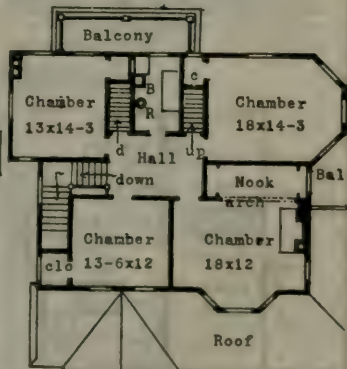 Balcony
c
B
R
Chamber
13x14-3
Chamber
18x14-3
d
up
Hall
down
Nook
Bal
arch
Chamber
13-6x12
Chamber
18x12
clo
Roof